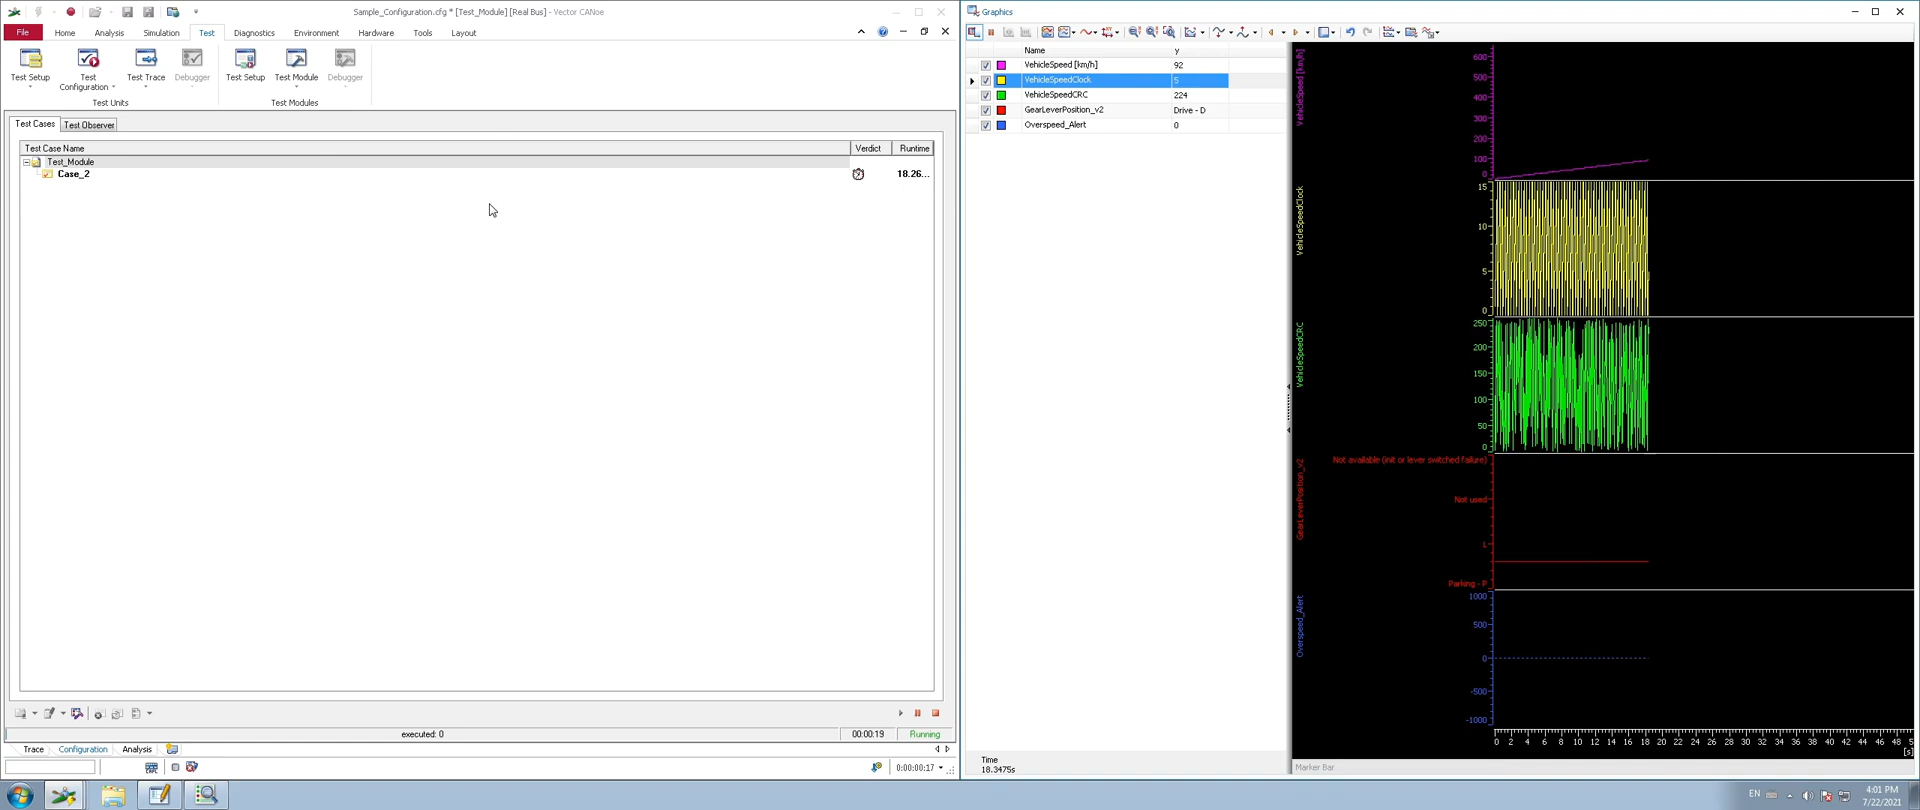 Sample_Configuration.cfg * [Test_Module] [Real Bus] - Vector CANoe
File Home Analysis Simulation Test Diagnostics Environment Hardware Tools Layout
Test Setup Test Configuration Test Trace Debugger Test Setup Test Module Debugger
Test Units Test Modules
Test Cases Test Observer
Test Case Name Verdict Runtime
Test_Module
Case_2 18.26...
executed: 0 00:00:19 Running
Trace Configuration Analysis
0:00:00:17
Graphics
Name y
VehicleSpeed [km/h] 92
VehicleSpeedClock 5
VehicleSpeedCRC 224
GearLeverPosition_v2 Drive - D
Overspeed_Alert 0
Time
18.3475s
VehicleSpeed [km/h]
600
500
400
300
200
100
0
VehicleSpeedClock
15
10
5
0
VehicleSpeedCRC
250
200
150
100
50
0
GearLeverPosition_v2
Not available (init or lever switched failure)
Not used
L
Parking - P
Overspeed_Alert
1000
500
0
-500
-1000
0 2 4 6 8 10 12 14 16 18 20 22 24 26 28 30 32 34 36 38 40 42 44 46 48 5
[s]
Marker Bar
EN
4:01 PM
7/22/2021